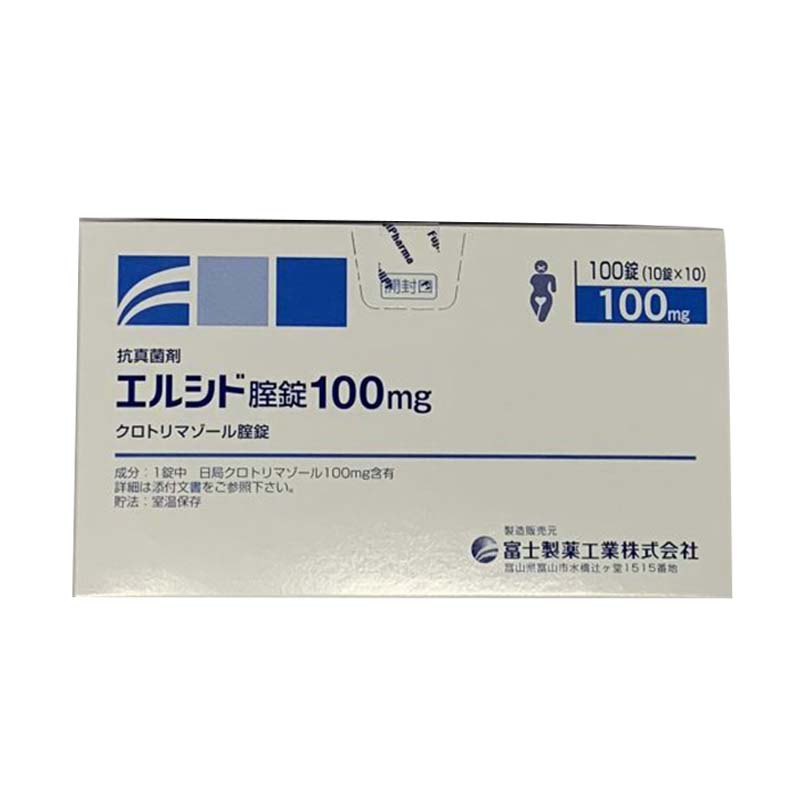 FujiPharma
Fuji
FujiP
開封口
100錠(10錠×10)
100mg
抗真菌剤
エルシド腟錠100mg
クロトリマゾール腟錠
成分:1錠中 日局クロトリマゾール100mg含有
詳細は添付文書をご参照下さい。
貯法:室温保存
製造販売元
富士製薬工業株式会社
富山県富山市水橋辻ヶ堂1515番地